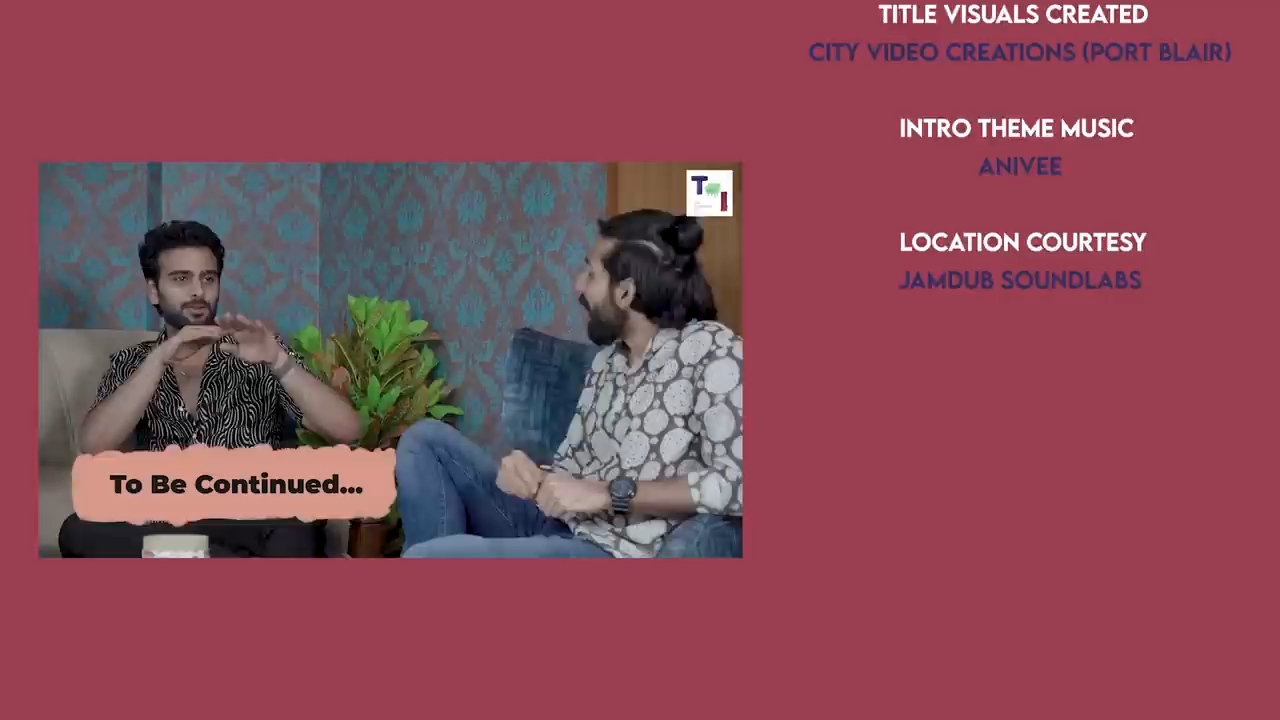 TITLE VISUALS CREATED
CITY VIDEO CREATIONS (PORT BLAIR)
INTRO THEME MUSIC
ANIVEE
LOCATION COURTESY
JAMDUB SOUNDLABS
To Be Continued...